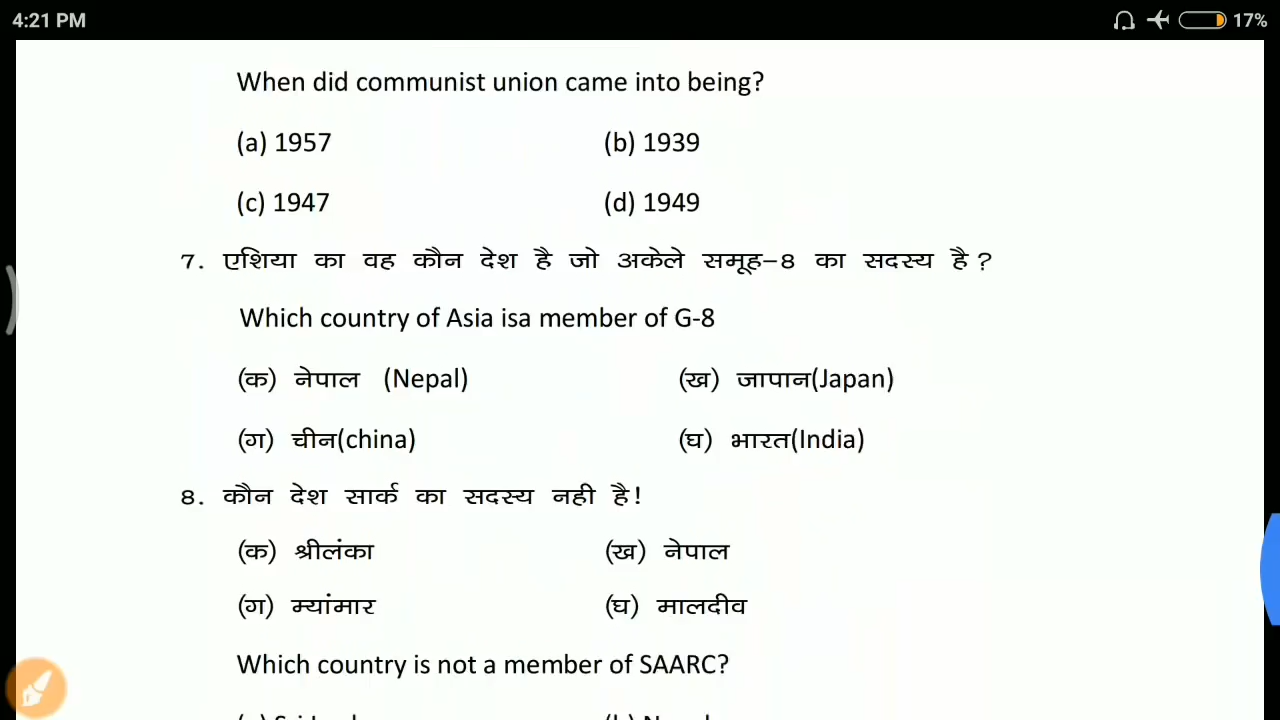 4:21 PM 17%
When did communist union came into being?
(a) 1957 (b) 1939
(c) 1947 (d) 1949
7. एशिया का वह कौन देश है जो अकेले समूह–8 का सदस्य है ?
Which country of Asia isa member of G-8
(क) नेपाल (Nepal) (ख) जापान(Japan)
(ग) चीन(china) (घ) भारत(India)
8. कौन देश सार्क का सदस्य नही है!
(क) श्रीलंका (ख) नेपाल
(ग) म्यांमार (घ) मालदीव
Which country is not a member of SAARC?